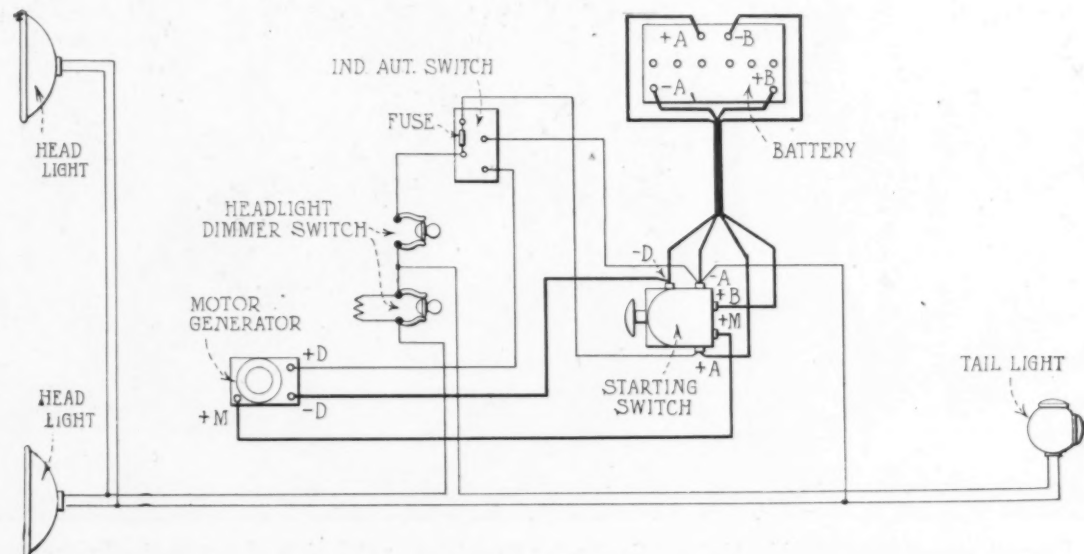 +A
-B
IND. AUT. SWITCH
-A
+B
FUSE
HEAD
LIGHT
BATTERY
HEADLIGHT
DIMMER SWITCH
-D
-A
+B
MOTOR
GENERATOR
+M
+D
+A
TAIL LIGHT
STARTING
SWITCH
HEAD
LIGHT
+M
-D